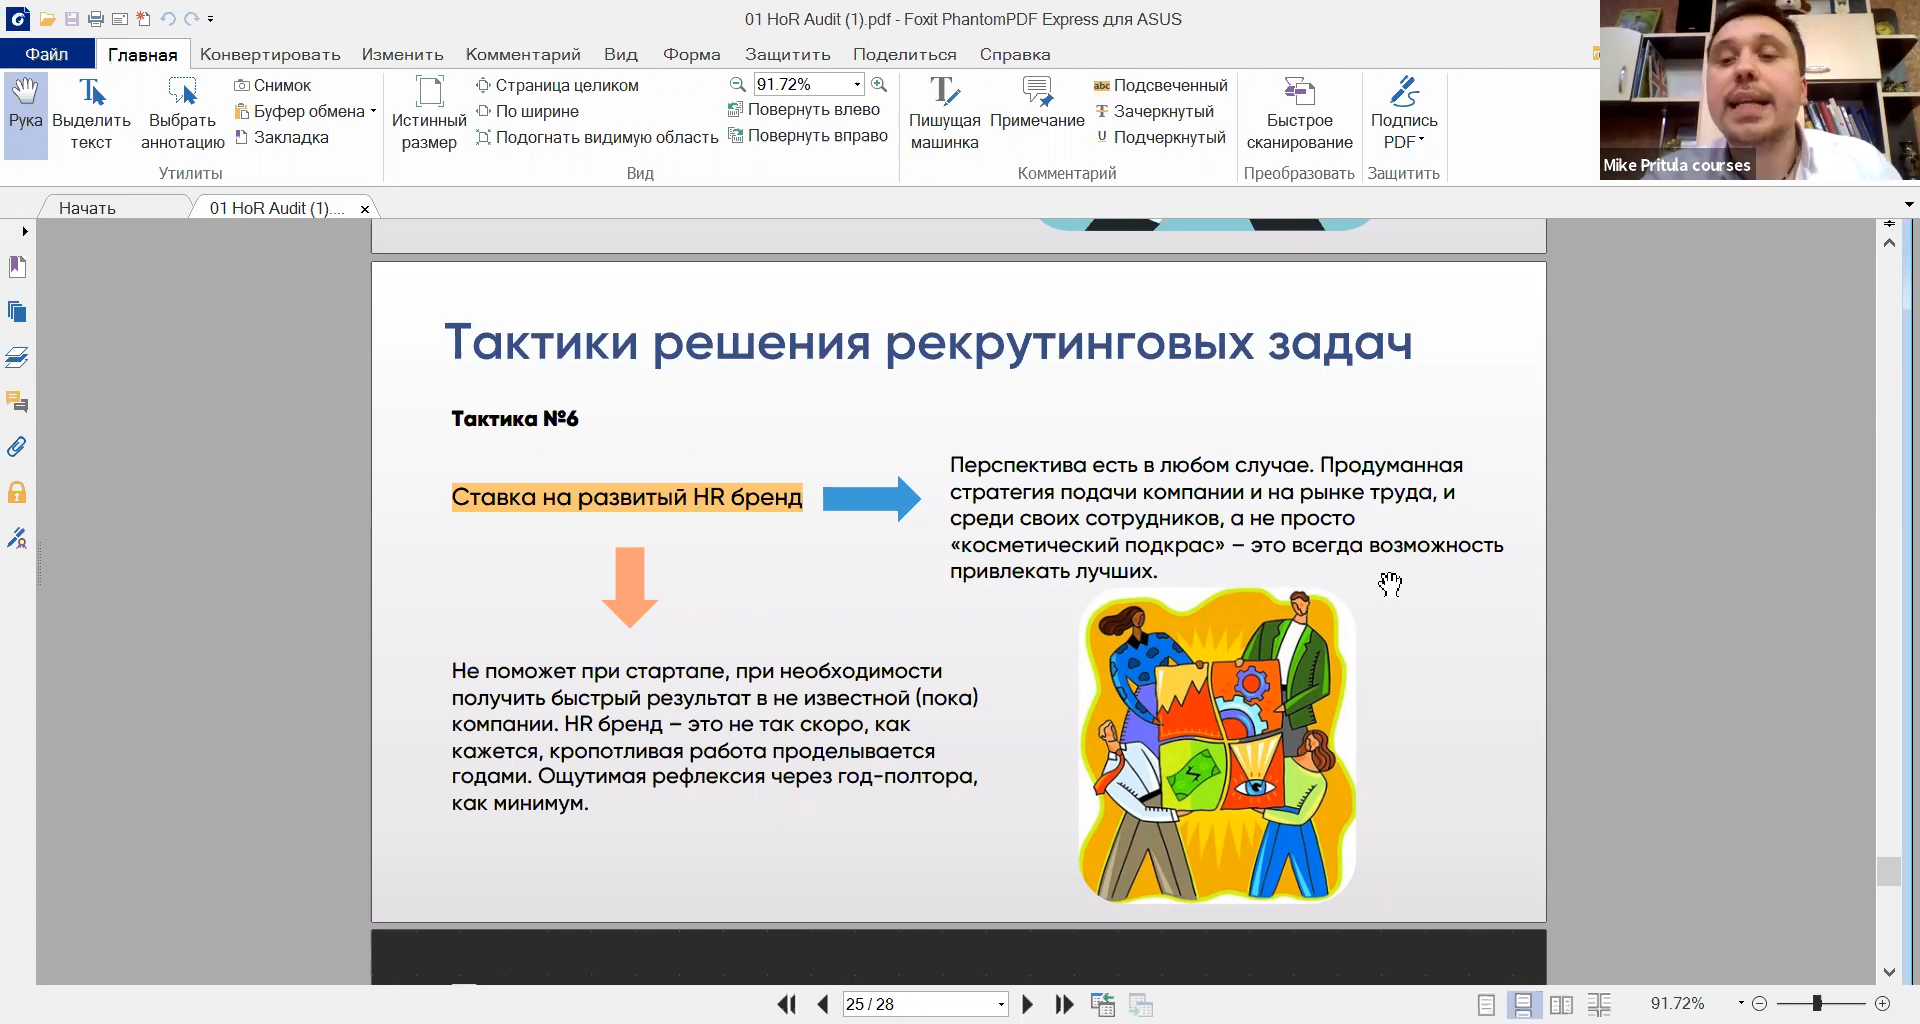 01 HoR Audit (1).pdf - Foxit PhantomPDF Express для ASUS
Файл Главная Конвертировать Изменить Комментарий Вид Форма Защитить Поделиться Справка
Рука
Выделить текст
Выбрать аннотацию
Снимок
Буфер обмена
Закладка
Утилиты
Истинный размер
Страница целиком
По ширине
Подогнать видимую область
91.72%
Повернуть влево
Повернуть вправо
Вид
Пишущая машинка
Примечание
Подсвеченный
Зачеркнутый
Подчеркнутый
Комментарий
Быстрое сканирование
Преобразовать
Подпись PDF
Защитить
Mike Pritula courses
Начать
01 HoR Audit (1)....
Тактики решения рекрутинговых задач
Тактика №6
Ставка на развитый HR бренд
Перспектива есть в любом случае. Продуманная
стратегия подачи компании и на рынке труда, и
среди своих сотрудников, а не просто
«косметический подкрас» – это всегда возможность
привлекать лучших.
Не поможет при стартапе, при необходимости
получить быстрый результат в не известной (пока)
компании. HR бренд – это не так скоро, как
кажется, кропотливая работа проделывается
годами. Ощутимая рефлексия через год-полтора,
как минимум.
25 / 28
91.72%